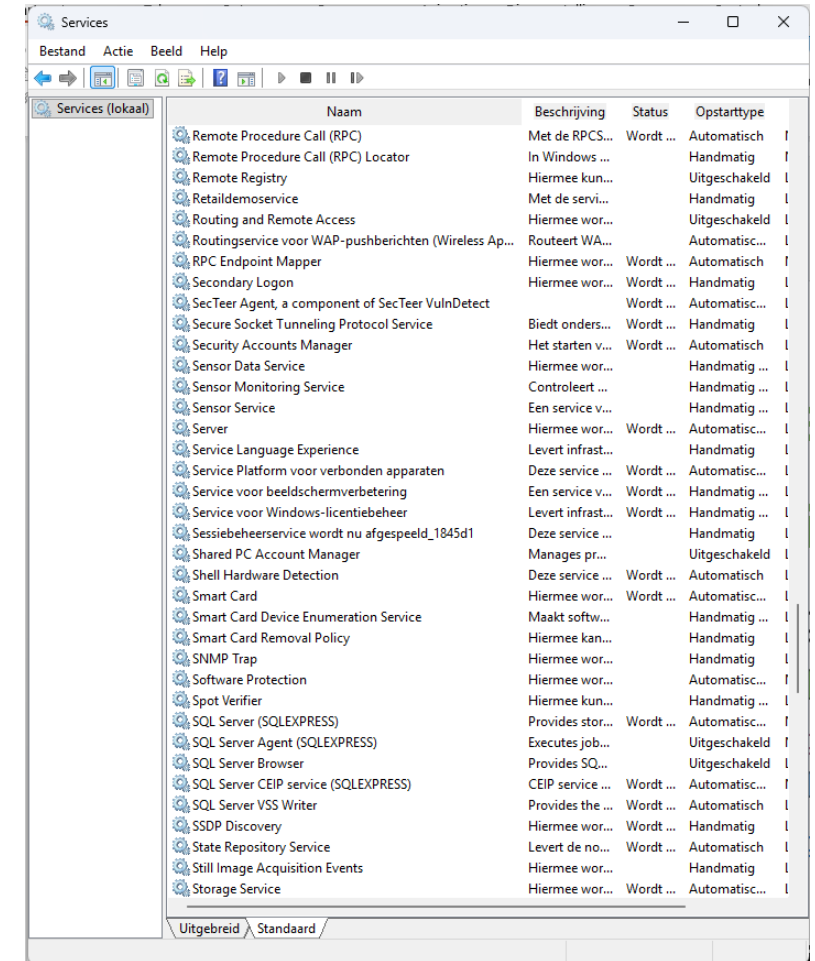 Services
Bestand Actie Beeld Help
Services (lokaal)
Naam Beschrijving Status Opstarttype
Remote Procedure Call (RPC) Met de RPCS... Wordt ... Automatisch
Remote Procedure Call (RPC) Locator In Windows ... Handmatig
Remote Registry Hiermee kun... Uitgeschakeld
Retaildemoservice Met de servi... Handmatig
Routing and Remote Access Hiermee wor... Uitgeschakeld
Routingservice voor WAP-pushberichten (Wireless Ap... Routeert WA... Automatisc...
RPC Endpoint Mapper Hiermee wor... Wordt ... Automatisch
Secondary Logon Hiermee wor... Wordt ... Handmatig
SecTeer Agent, a component of SecTeer VulnDetect Wordt ... Automatisc...
Secure Socket Tunneling Protocol Service Biedt onders... Wordt ... Handmatig
Security Accounts Manager Het starten v... Wordt ... Automatisch
Sensor Data Service Hiermee wor... Handmatig ...
Sensor Monitoring Service Controleert ... Handmatig ...
Sensor Service Een service v... Handmatig ...
Server Hiermee wor... Wordt ... Automatisc...
Service Language Experience Levert infrast... Handmatig
Service Platform voor verbonden apparaten Deze service ... Wordt ... Automatisc...
Service voor beeldschermverbetering Een service v... Wordt ... Handmatig ...
Service voor Windows-licentiebeheer Levert infrast... Wordt ... Handmatig ...
Sessiebeheerservice wordt nu afgespeeld_1845d1 Deze service ... Handmatig
Shared PC Account Manager Manages pr... Uitgeschakeld
Shell Hardware Detection Deze service ... Wordt ... Automatisch
Smart Card Hiermee wor... Wordt ... Automatisc...
Smart Card Device Enumeration Service Maakt softw... Handmatig ...
Smart Card Removal Policy Hiermee kan... Handmatig
SNMP Trap Hiermee wor... Handmatig
Software Protection Hiermee wor... Automatisc...
Spot Verifier Hiermee kun... Handmatig ...
SQL Server (SQLEXPRESS) Provides stor... Wordt ... Automatisc...
SQL Server Agent (SQLEXPRESS) Executes job... Uitgeschakeld
SQL Server Browser Provides SQ... Uitgeschakeld
SQL Server CEIP service (SQLEXPRESS) CEIP service ... Wordt ... Automatisc...
SQL Server VSS Writer Provides the ... Wordt ... Automatisch
SSDP Discovery Hiermee wor... Wordt ... Handmatig
State Repository Service Levert de no... Wordt ... Automatisch
Still Image Acquisition Events Hiermee wor... Handmatig
Storage Service Hiermee wor... Wordt ... Automatisc...
Uitgebreid Standaard